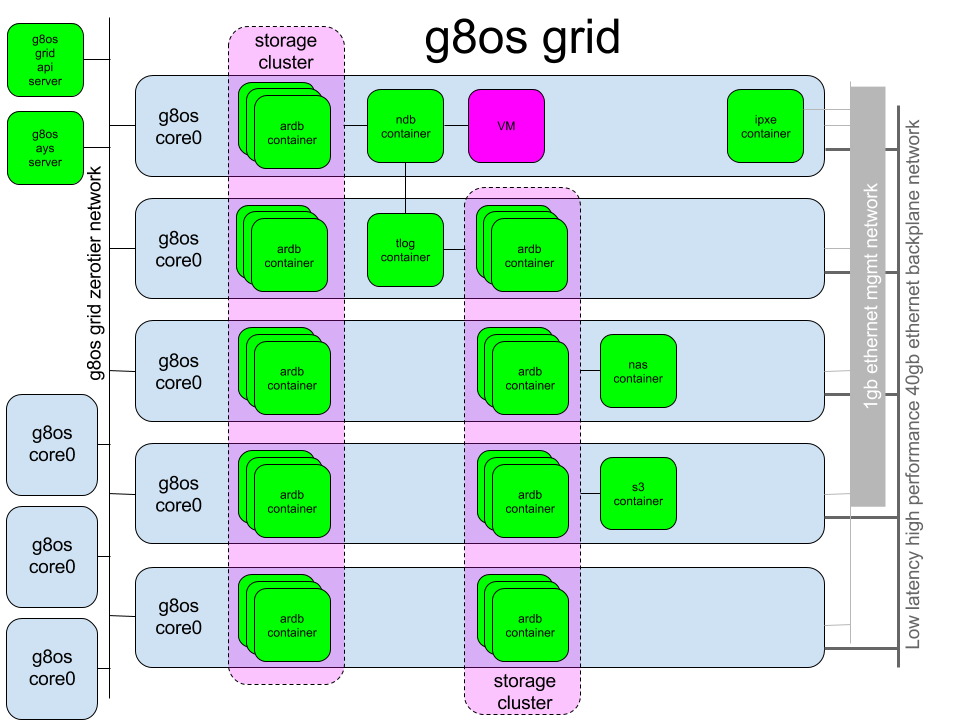 g8os grid
g8os
grid
api
server
g8os
ays
server
g8os grid zerotier network
g8os
core0
g8os
core0
g8os
core0
storage
cluster
g8os
core0
ardb
container
ndb
container
VM
ipxe
container
g8os
core0
ardb
container
tlog
container
ardb
container
g8os
core0
ardb
container
ardb
container
nas
container
g8os
core0
ardb
container
ardb
container
s3
container
g8os
core0
ardb
container
ardb
container
storage
cluster
1gb ethernet mgmt network
Low latency high performance 40gb ethernet backplane network